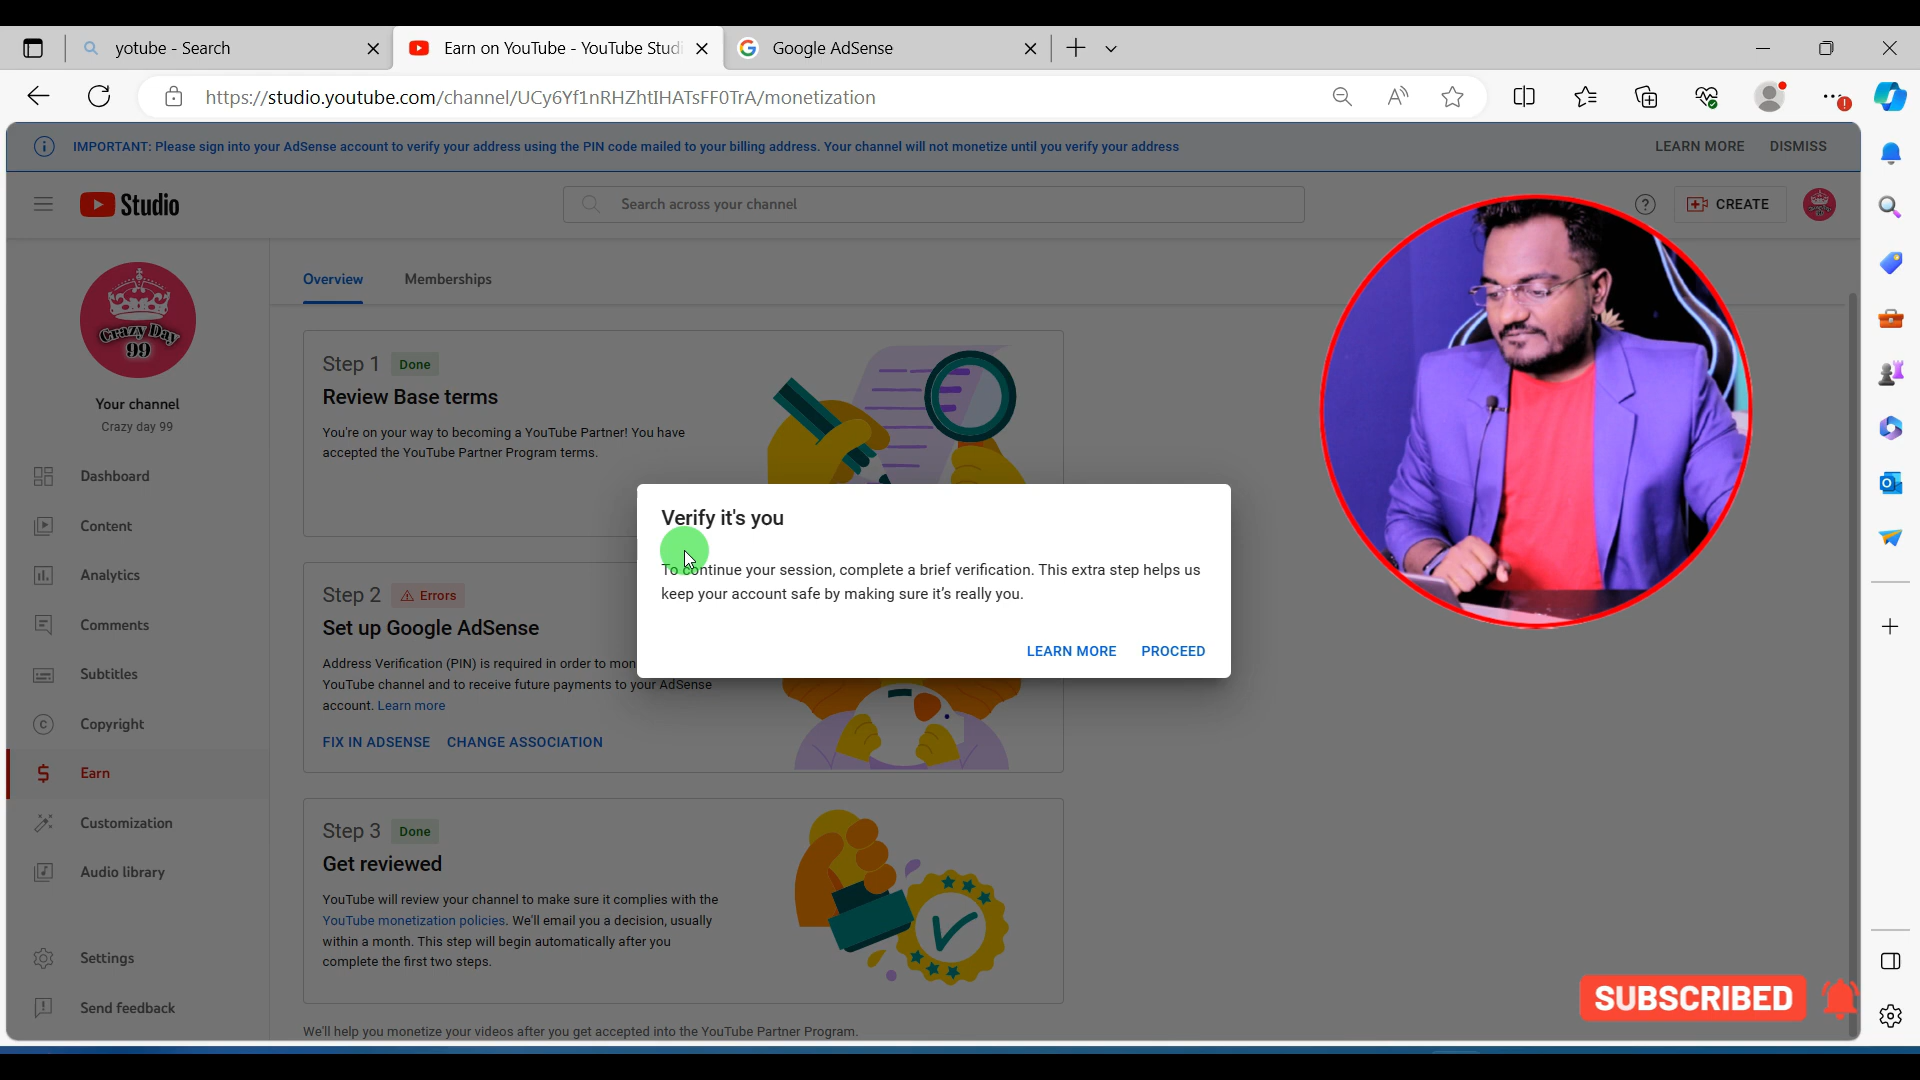 yotube - Search
Earn on YouTube - YouTube Studi
Google AdSense
https://studio.youtube.com/channel/UCy6Yf1nRHZhtIHATsFF0TrA/monetization
IMPORTANT: Please sign into your AdSense account to verify your address using the PIN code mailed to your billing address. Your channel will not monetize until you verify your address
LEARN MORE
DISMISS
Studio
Search across your channel
CREATE
Crazy Day
99
Your channel
Crazy day 99
Dashboard
Content
Analytics
Comments
Subtitles
Copyright
Earn
Customization
Audio library
Settings
Send feedback
Overview
Memberships
Step 1
Done
Review Base terms
You're on your way to becoming a YouTube Partner! You have
accepted the YouTube Partner Program terms.
Step 2
Errors
Set up Google AdSense
Address Verification (PIN) is required in order to mon
YouTube channel and to receive future payments to your AdSense
account. Learn more
FIX IN ADSENSE
CHANGE ASSOCIATION
Step 3
Done
Get reviewed
YouTube will review your channel to make sure it complies with the
YouTube monetization policies. We'll email you a decision, usually
within a month. This step will begin automatically after you
complete the first two steps.
We'll help you monetize your videos after you get accepted into the YouTube Partner Program.
Verify it's you
To continue your session, complete a brief verification. This extra step helps us
keep your account safe by making sure it's really you.
LEARN MORE
PROCEED
SUBSCRIBED